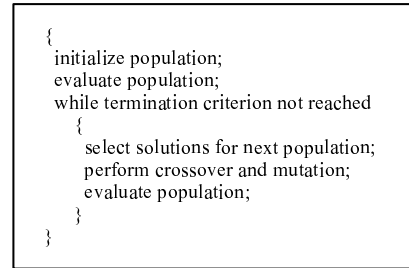 {
initialize population;
evaluate population;
while termination criterion not reached
{
select solutions for next population;
perform crossover and mutation;
evaluate population;
}
}